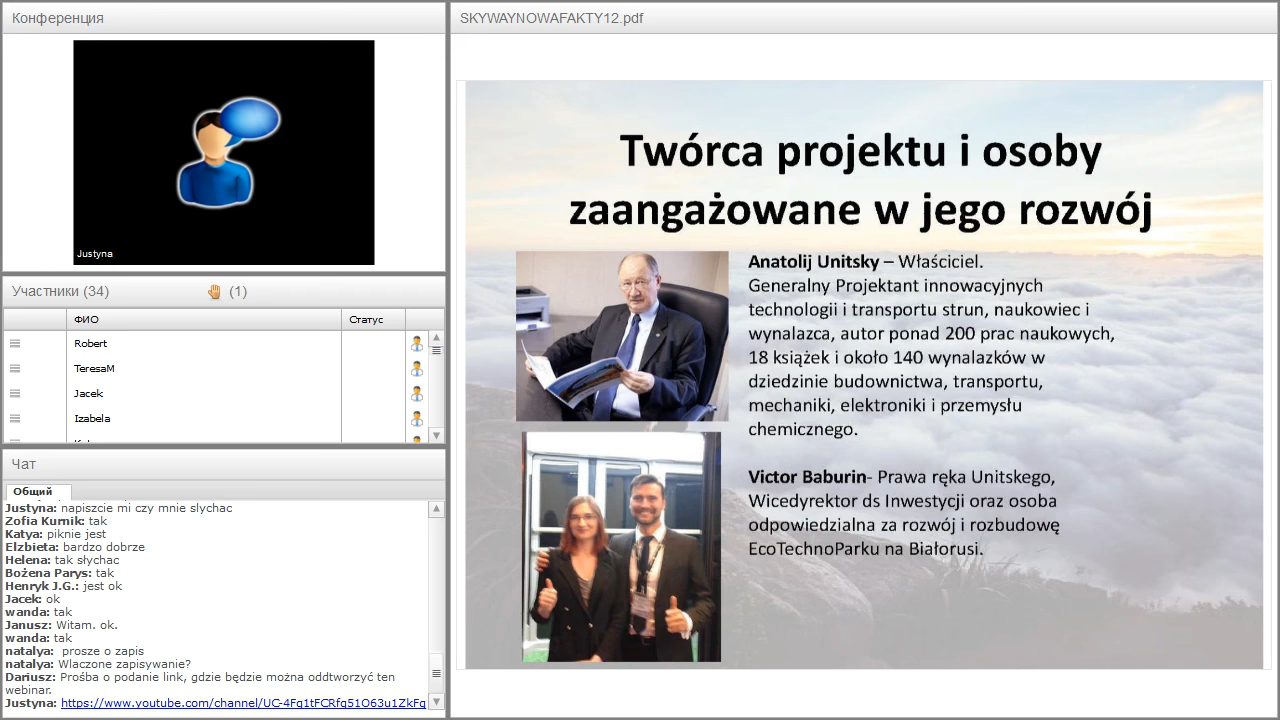 Конференция
Justyna
Участники (34)
(1)
ФИО
Статус
Robert
TeresaM
Jacek
Izabela
Чат
Общий
Justyna: napiszcie mi czy mnie slychac
Zofia Kurnik: tak
Katya: piknie jest
Elzbieta: bardzo dobrze
Helena: tak słychac
Bożena Parys: tak
Henryk J.G.: jest ok
Jacek: ok
wanda: tak
Janusz: Witam. ok.
wanda: tak
natalya: prosze o zapis
natalya: Wlaczone zapisywanie?
Dariusz: Prośba o podanie link, gdzie będzie można oddtworzyć ten
webinar.
Justyna: https://www.youtube.com/channel/UC-4Fq1tFCRfq51O63u1ZkFg
SKYWAYNOWAFAKTY12.pdf
Twórca projektu i osoby
zaangażowane w jego rozwój
Anatolij Unitsky – Właściciel.
Generalny Projektant innowacyjnych
technologii i transportu strun, naukowiec i
wynalazca, autor ponad 200 prac naukowych,
18 książek i około 140 wynalazków w
dziedzinie budownictwa, transportu,
mechaniki, elektroniki i przemysłu
chemicznego.
Victor Baburin- Prawa ręka Unitskego,
Wicedyrektor ds Inwestycji oraz osoba
odpowiedzialna za rozwój i rozbudowę
EcoTechnoParku na Białorusi.